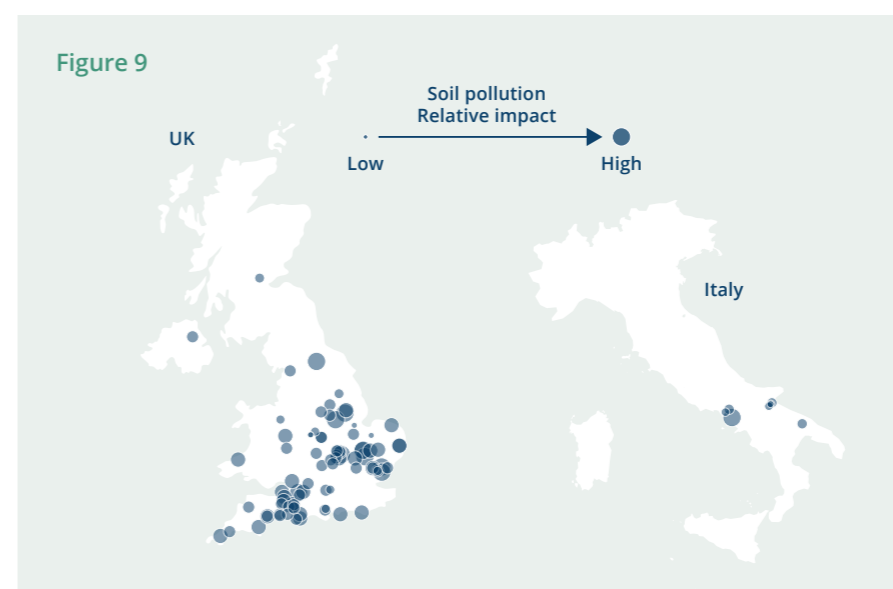 Figure 9
Soil pollution
Relative impact
UK
Low
High
Italy